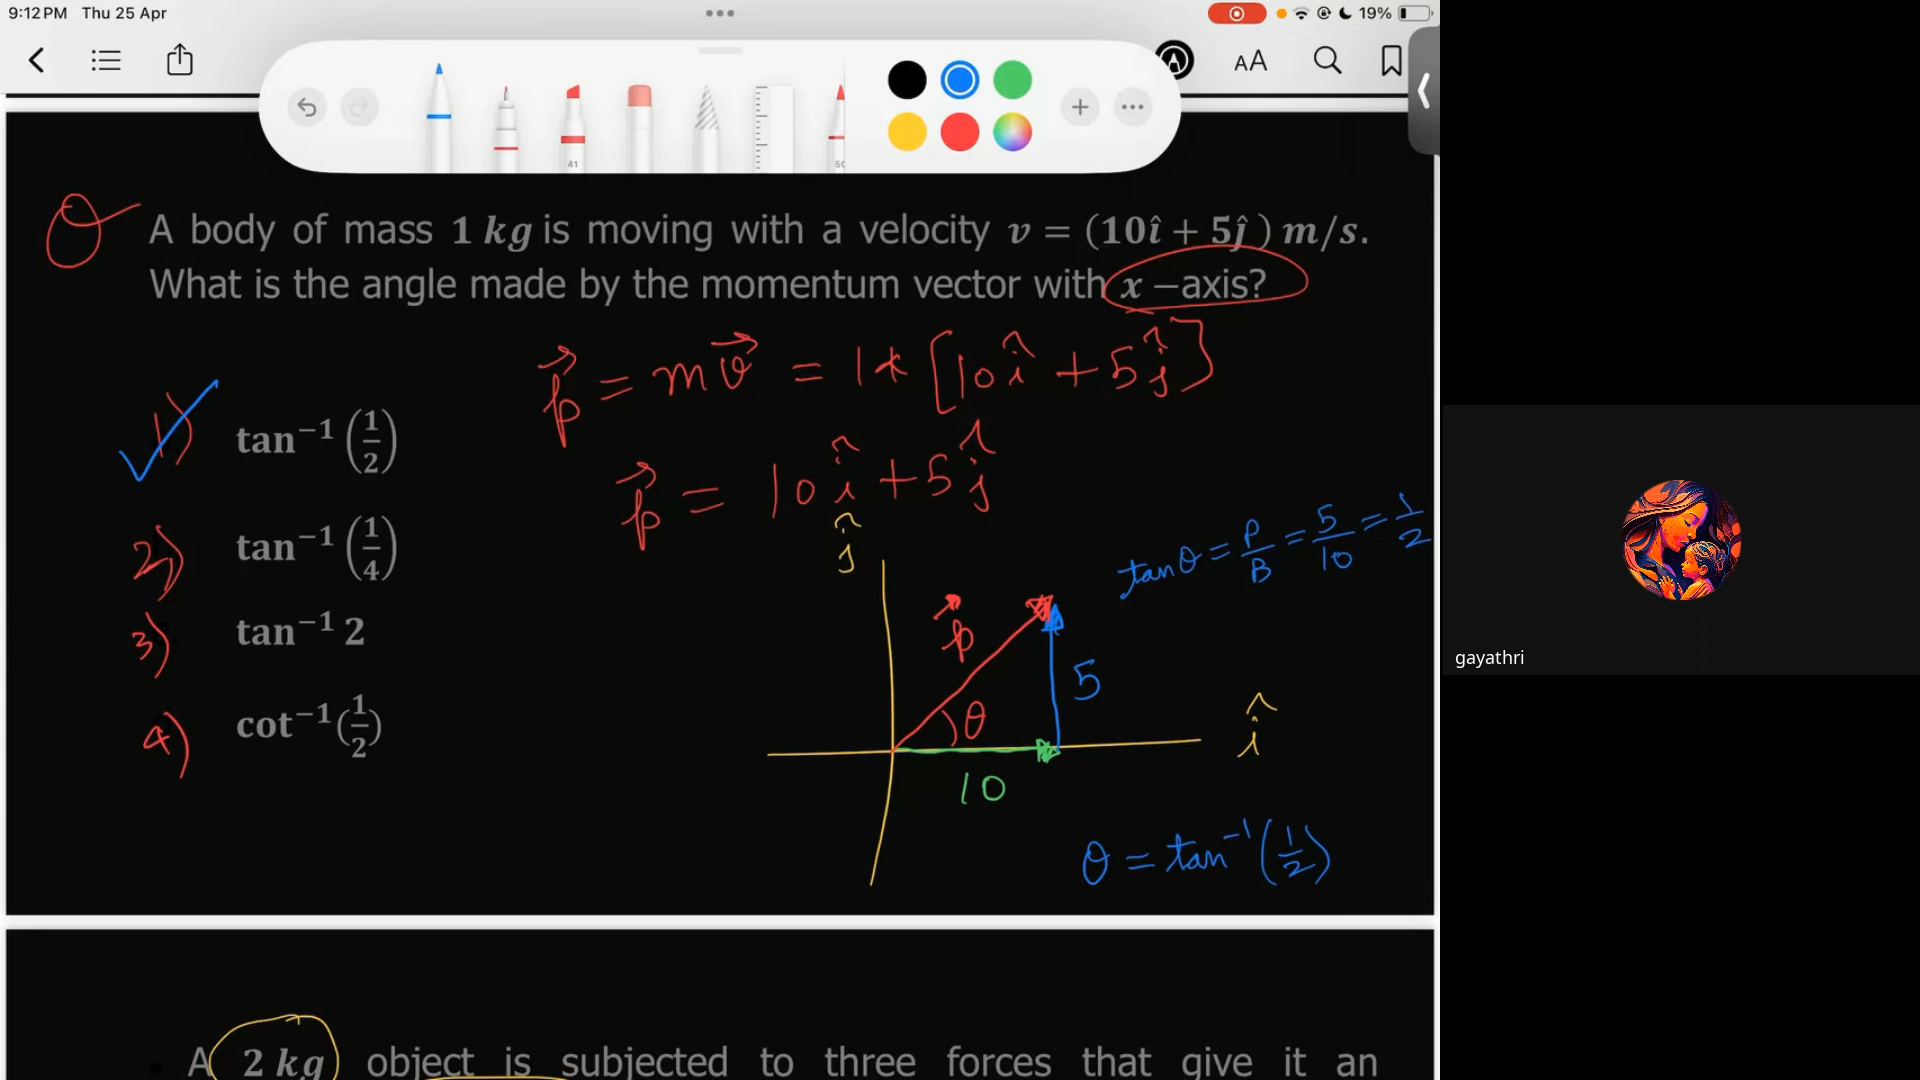 9:12 PM Thu 25 Apr
19%
AA
41
50
A body of mass 1 kg is moving with a velocity v = (10î + 5ĵ) m/s.
What is the angle made by the momentum vector with x −axis?
p⃗ = mv⃗ = 1 * [10î + 5ĵ]
1) tan⁻¹ (1/2)
p⃗ = 10î + 5ĵ
ĵ
tanθ = P/B = 5/10 = 1/2
2) tan⁻¹ (1/4)
3) tan⁻¹ 2
p⃗
5
θ
î
4) cot⁻¹ (1/2)
10
θ = tan⁻¹ (1/2)
A 2 kg object is subjected to three forces that give it an
gayathri